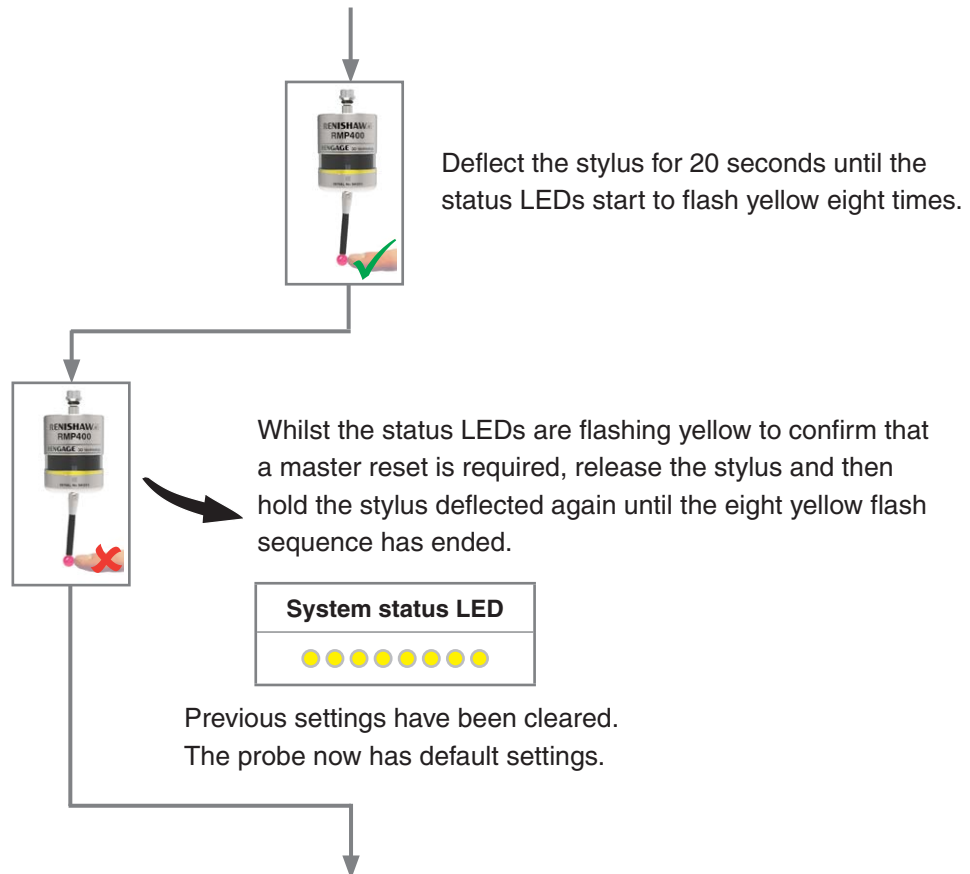 RENISHAW
RMP400
RENGAGE
Deflect the stylus for 20 seconds until the
status LEDs start to flash yellow eight times.
RENISHAW
RMP400
RENGAGE
Whilst the status LEDs are flashing yellow to confirm that
a master reset is required, release the stylus and then
hold the stylus deflected again until the eight yellow flash
sequence has ended.
System status LED
Previous settings have been cleared.
The probe now has default settings.